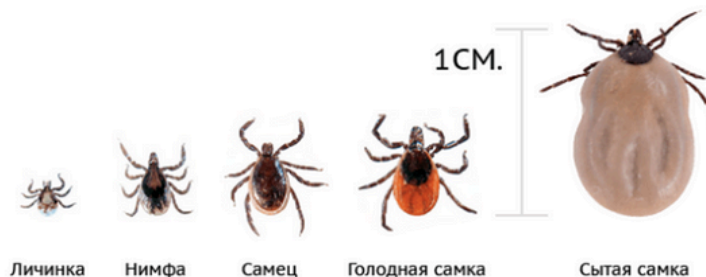 1СМ.
Личинка
Нимфа
Самец
Голодная самка
Сытая самка